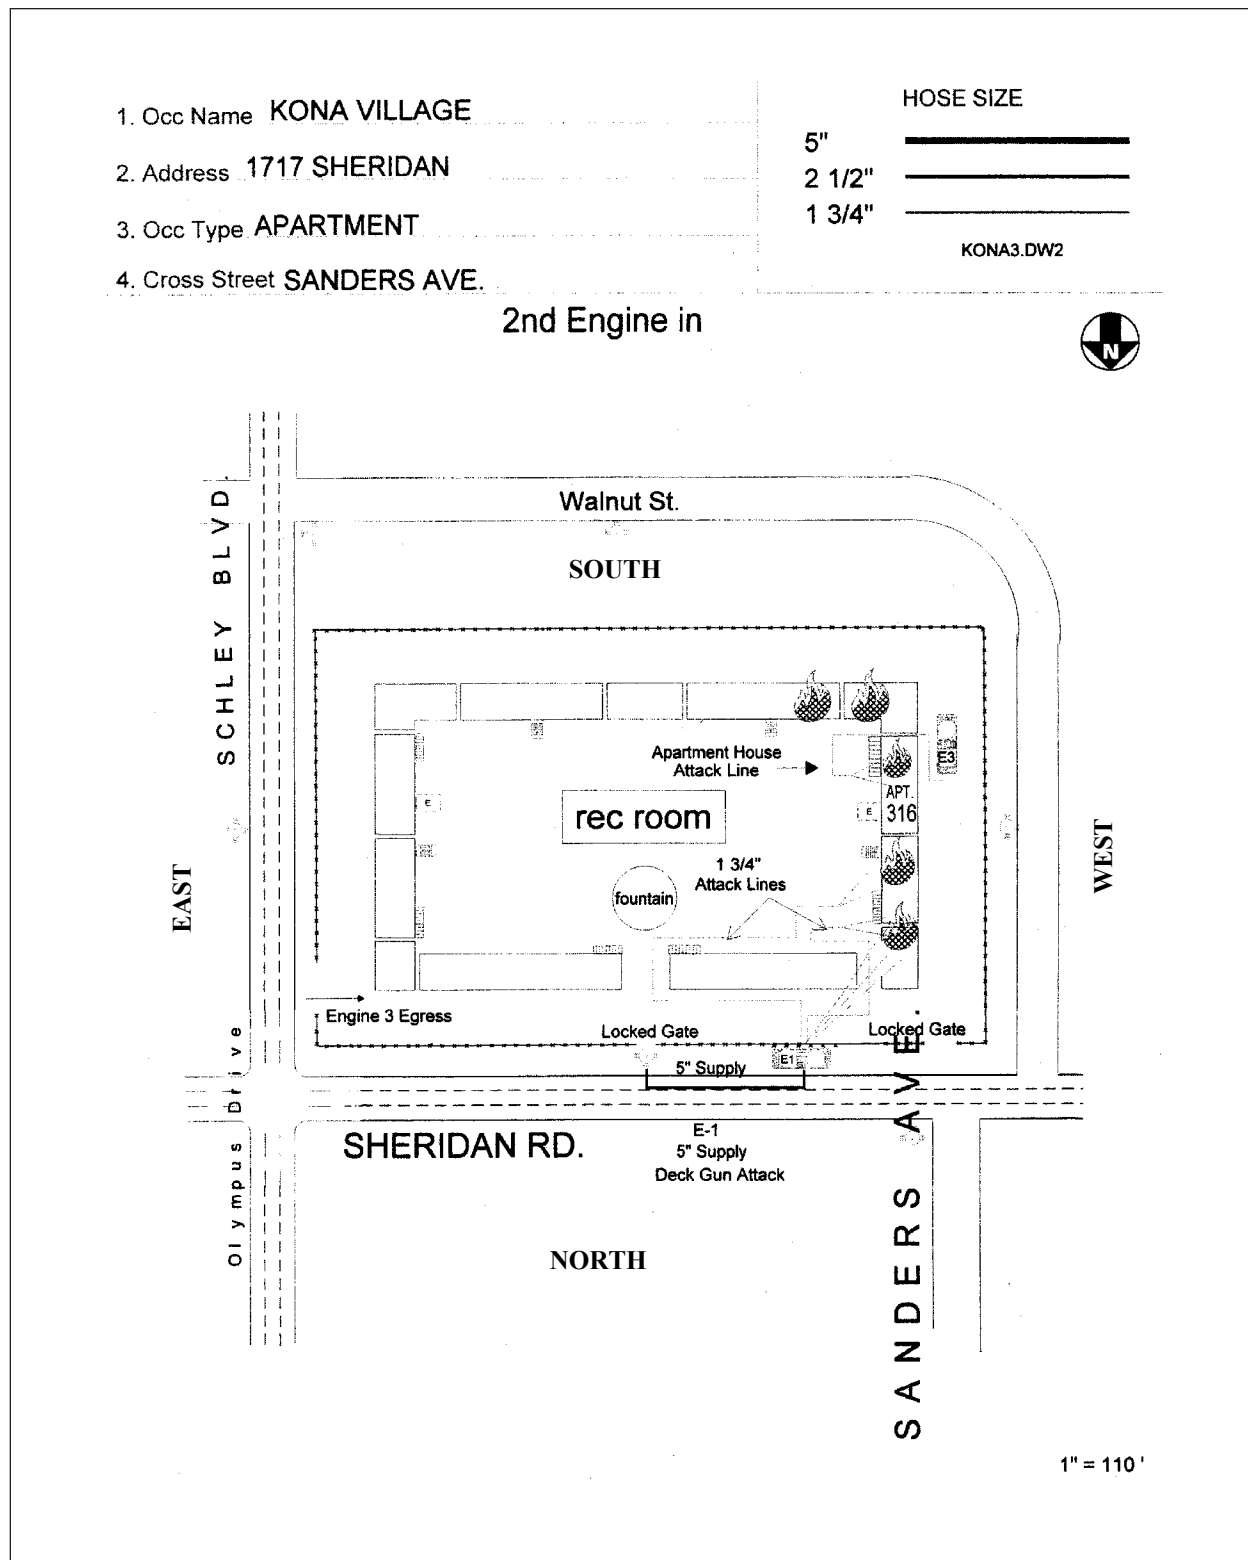 1. Occ Name KONA VILLAGE
2. Address 1717 SHERIDAN
3. Occ Type APARTMENT
4. Cross Street SANDERS AVE.
HOSE SIZE
5"
2 1/2"
1 3/4"
KONA3.DW2
2nd Engine in
N
Walnut St.
SOUTH
SCHLEY BLVD.
Apartment House
Attack Line
E3
APT.
316
E
E
rec room
1 3/4"
Attack Lines
fountain
EAST
WEST
Engine 3 Egress
Locked Gate
Locked Gate
E1
5" Supply
Olympus Drive
SHERIDAN RD.
E-1
5" Supply
Deck Gun Attack
SANDERS AVE.
NORTH
1" = 110 '